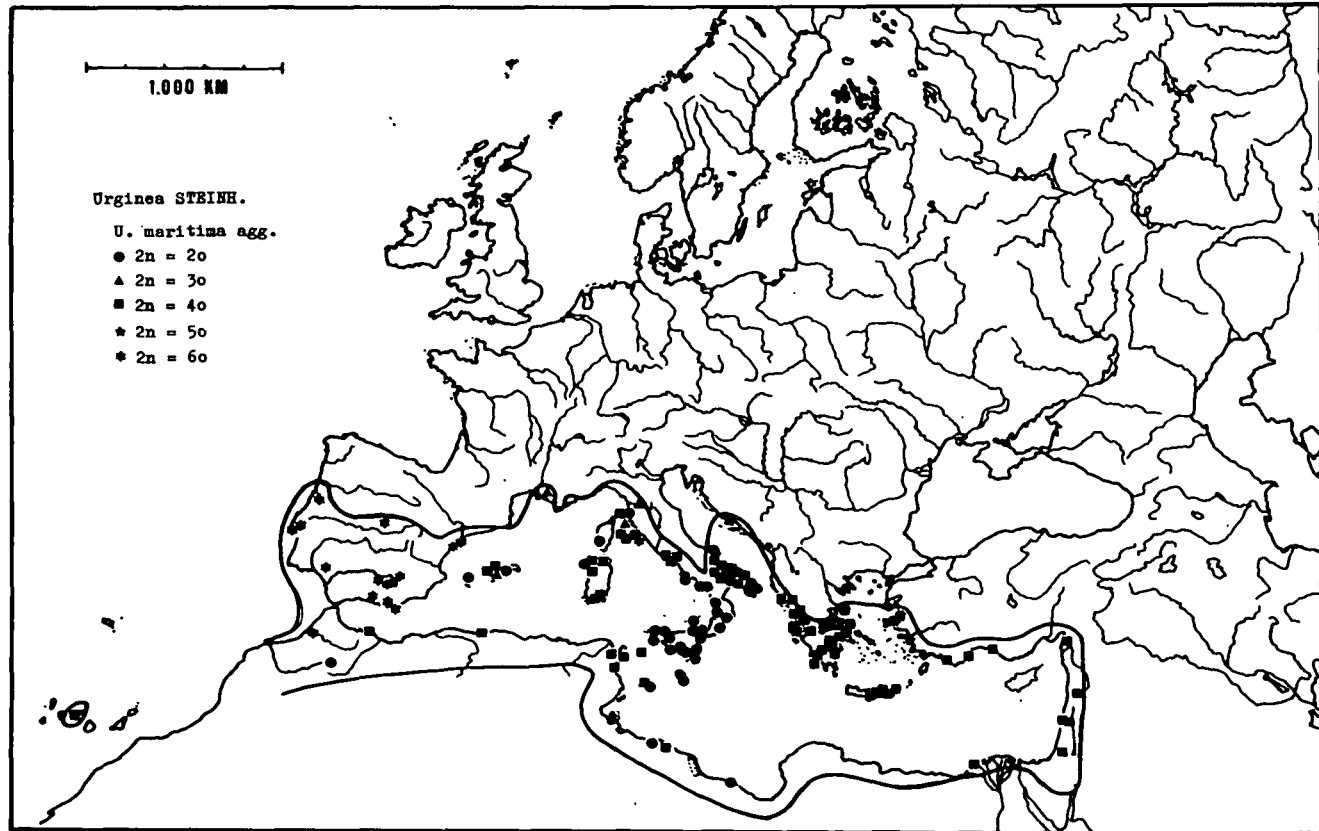 1.000 KM
Urginea STEINH.
U. maritima agg.
● 2n = 2o
▲ 2n = 3o
■ 2n = 4o
★ 2n = 5o
✱ 2n = 6o